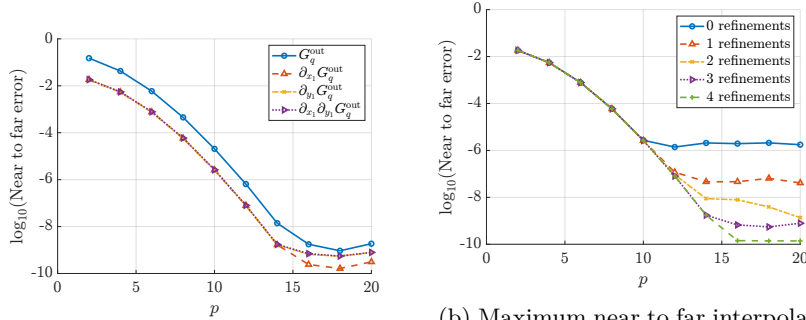 0
-2
-4
-6
-8
-10
0
5
10
15
20
log₁₀(Near to far error)
p
G_q^out
∂_{x₁}G_q^out
∂_{y₁}G_q^out
∂_{x₁}∂_{y₁}G_q^out
0
-2
-4
-6
-8
-10
0
5
10
15
20
log₁₀(Near to far error)
p
0 refinements
1 refinements
2 refinements
3 refinements
4 refinements
(b) Maximum near to far interpola